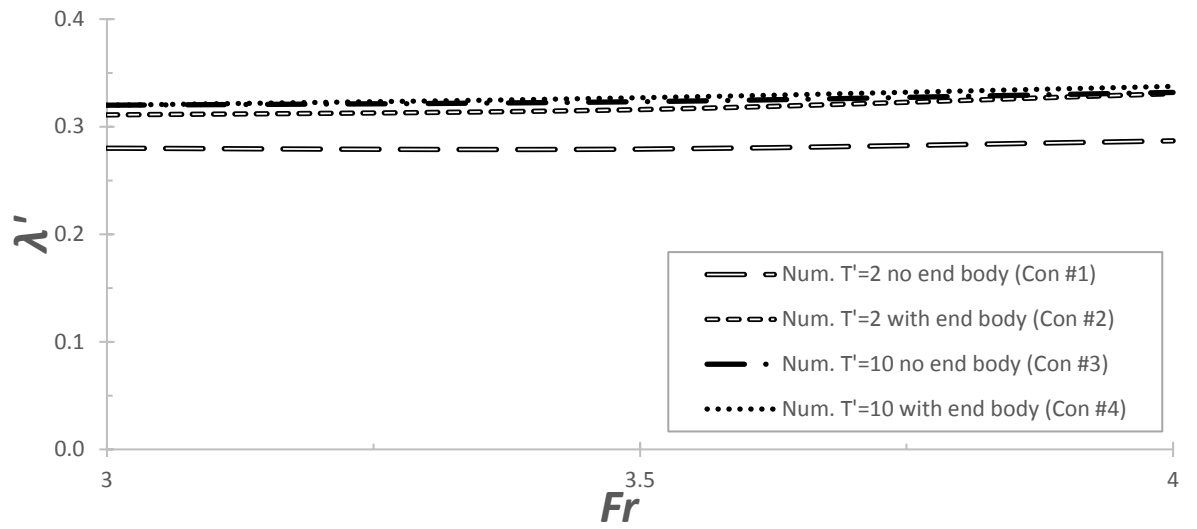 0.4
0.3
0.2
0.1
0.0
λ'
Num. T'=2 no end body (Con #1)
Num. T'=2 with end body (Con #2)
Num. T'=10 no end body (Con #3)
Num. T'=10 with end body (Con #4)
3
3.5
4
Fr